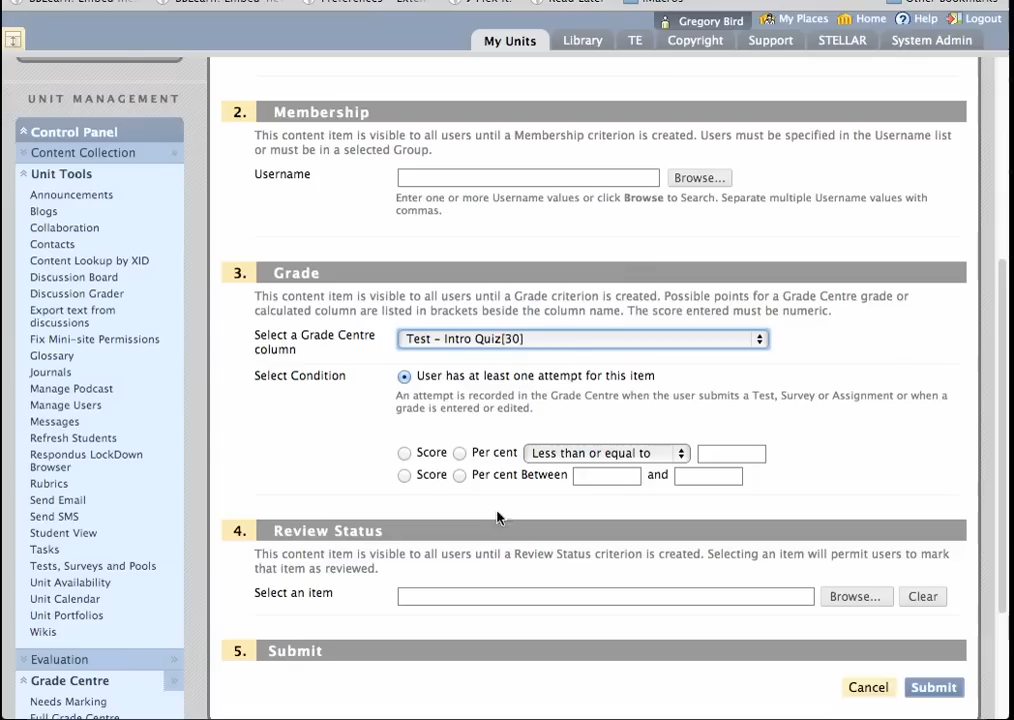 Preferences
Read Later
Gregory Bird My Places Home Help Logout
My Units Library TE Copyright Support STELLAR System Admin
UNIT MANAGEMENT
Control Panel
Content Collection
Unit Tools
Announcements
Blogs
Collaboration
Contacts
Content Lookup by XID
Discussion Board
Discussion Grader
Export text from
discussions
Fix Mini-site Permissions
Glossary
Journals
Manage Podcast
Manage Users
Messages
Refresh Students
Respondus LockDown
Browser
Rubrics
Send Email
Send SMS
Student View
Tasks
Tests, Surveys and Pools
Unit Availability
Unit Calendar
Unit Portfolios
Wikis
Evaluation
Grade Centre
Needs Marking
Full Grade Centre
2. Membership
This content item is visible to all users until a Membership criterion is created. Users must be specified in the Username list
or must be in a selected Group.
Username Browse...
Enter one or more Username values or click Browse to Search. Separate multiple Username values with
commas.
3. Grade
This content item is visible to all users until a Grade criterion is created. Possible points for a Grade Centre grade or
calculated column are listed in brackets beside the column name. The score entered must be numeric.
Select a Grade Centre
column
Test - Intro Quiz[30]
Select Condition User has at least one attempt for this item
An attempt is recorded in the Grade Centre when the user submits a Test, Survey or Assignment or when a
grade is entered or edited.
Score Per cent Less than or equal to
Score Per cent Between and
4. Review Status
This content item is visible to all users until a Review Status criterion is created. Selecting an item will permit users to mark
that item as reviewed.
Select an item Browse... Clear
5. Submit
Cancel Submit